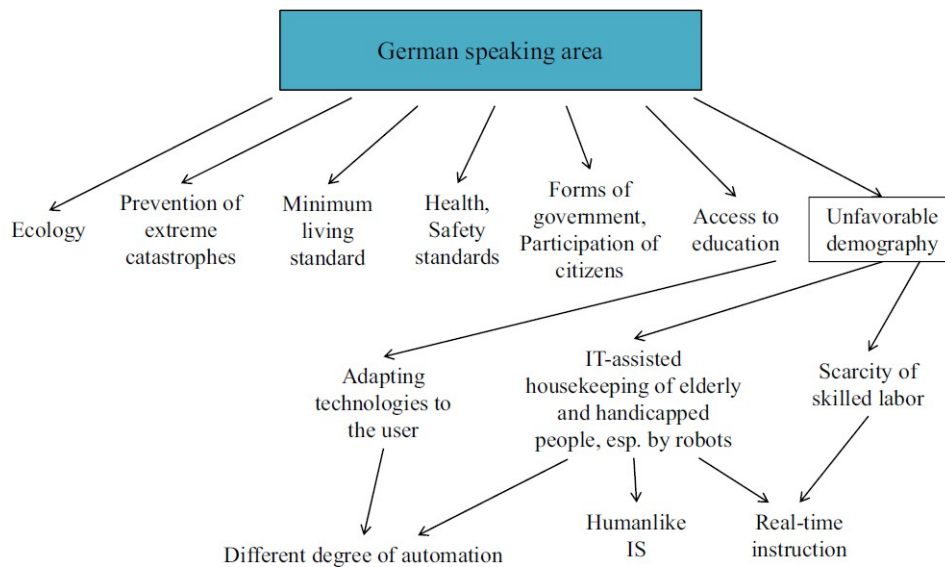 German speaking area
Ecology
Prevention of
extreme
catastrophes
Minimum
living
standard
Health,
Safety
standards
Forms of
government,
Participation of
citizens
Access to
education
Unfavorable
demography
Adapting
technologies to
the user
IT-assisted
housekeeping of elderly
and handicapped
people, esp. by robots
Scarcity of
skilled labor
Different degree of automation
Humanlike
IS
Real-time
instruction